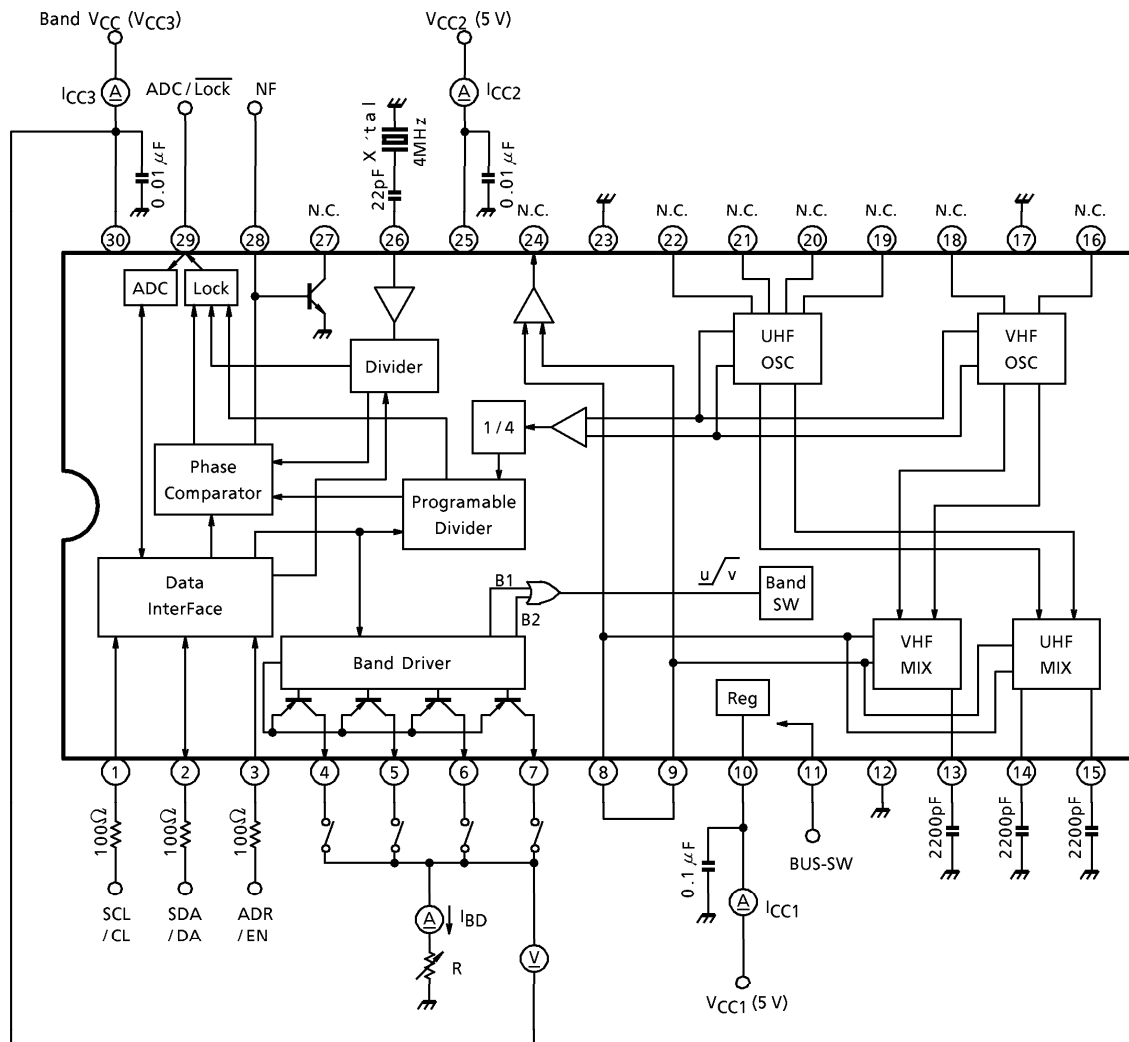 Band VCC (VCC3)
VCC2 (5 V)
ICC3
A
ADC/Lock
NF
X'tal
4MHz
A
ICC2
0.01 μF
22pF
0.01 μF
N.C.
N.C.
N.C.
N.C.
N.C.
N.C.
N.C.
N.C.
30
29
28
27
26
25
24
23
22
21
20
19
18
17
16
ADC
Lock
UHF
OSC
VHF
OSC
Divider
1/4
Phase
Comparator
Programable
Divider
Data
InterFace
B1
B2
u/v
Band
SW
Band Driver
VHF
MIX
UHF
MIX
Reg
1
2
3
4
5
6
7
8
9
10
11
12
13
14
15
100Ω
100Ω
100Ω
0.1 μF
BUS-SW
2200pF
2200pF
2200pF
SCL
/CL
SDA
/DA
ADR
/EN
A
IBD
R
V
A
ICC1
VCC1 (5 V)